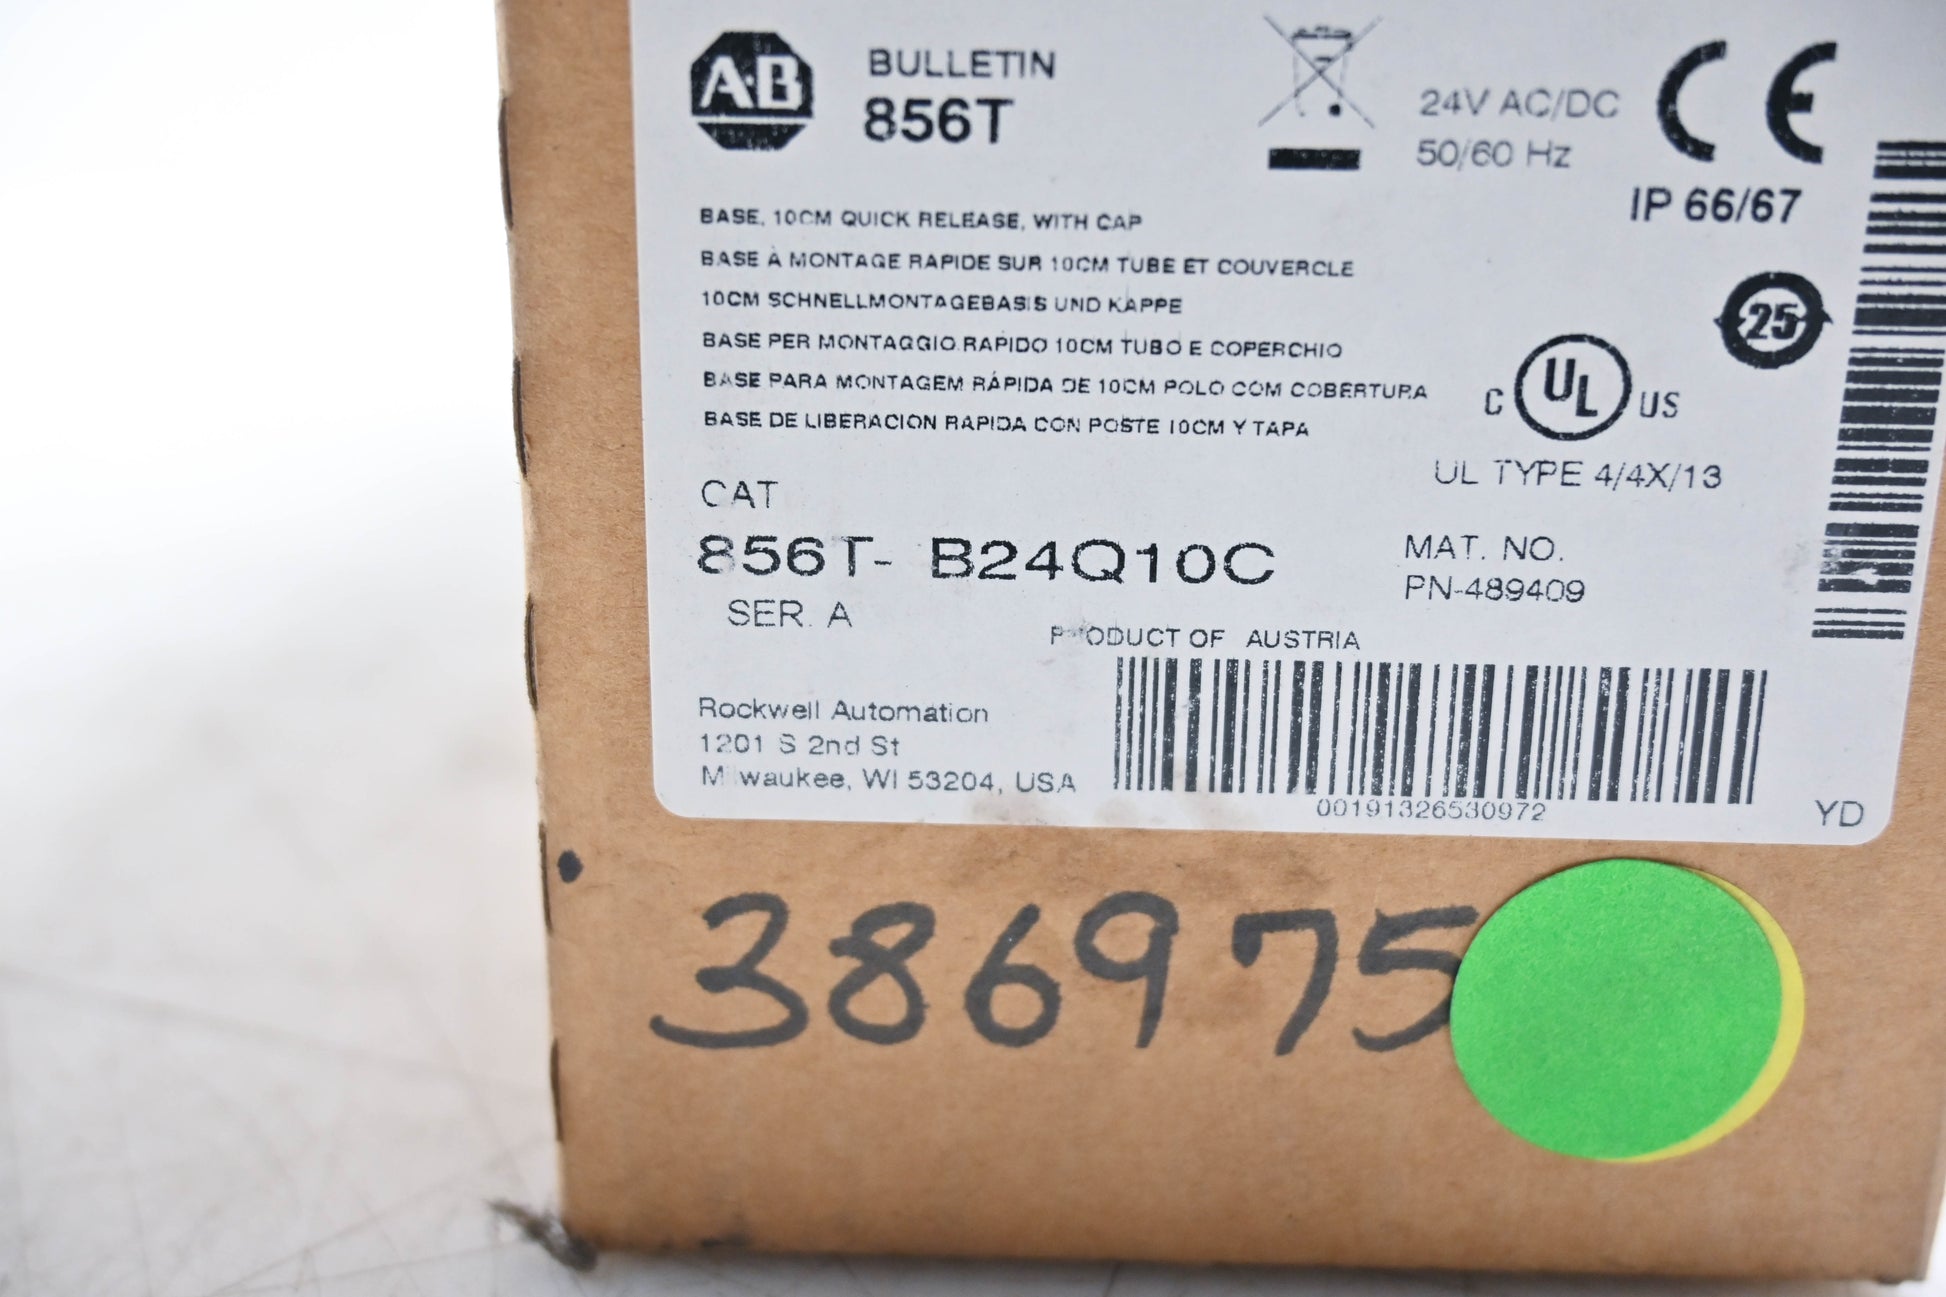 A-B
BULLETIN
856T
24V AC/DC
50/60 Hz
CE
IP 66/67
BASE, 10CM QUICK RELEASE, WITH CAP
BASE À MONTAGE RAPIDE SUR 10CM TUBE ET COUVERCLE
10CM SCHNELLMONTAGEBASIS UND KAPPE
BASE PER MONTAGGIO RAPIDO 10CM TUBO E COPERCHIO
BASE PARA MONTAGEM RÁPIDA DE 10CM POLO COM COBERTURA
BASE DE LIBERACION RAPIDA CON POSTE 10CM Y TAPA
25
C UL US
UL TYPE 4/4X/13
CAT
856T- B24Q10C
SER. A
MAT. NO.
PN-489409
PRODUCT OF AUSTRIA
Rockwell Automation
1201 S 2nd St
Milwaukee, WI 53204, USA
00191326530972
YD
386975